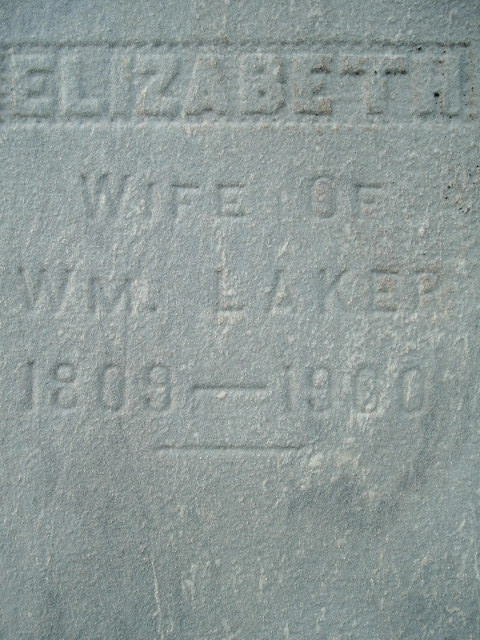 ELIZABETH
WIFE OF
WM. LAKER
1809—1900